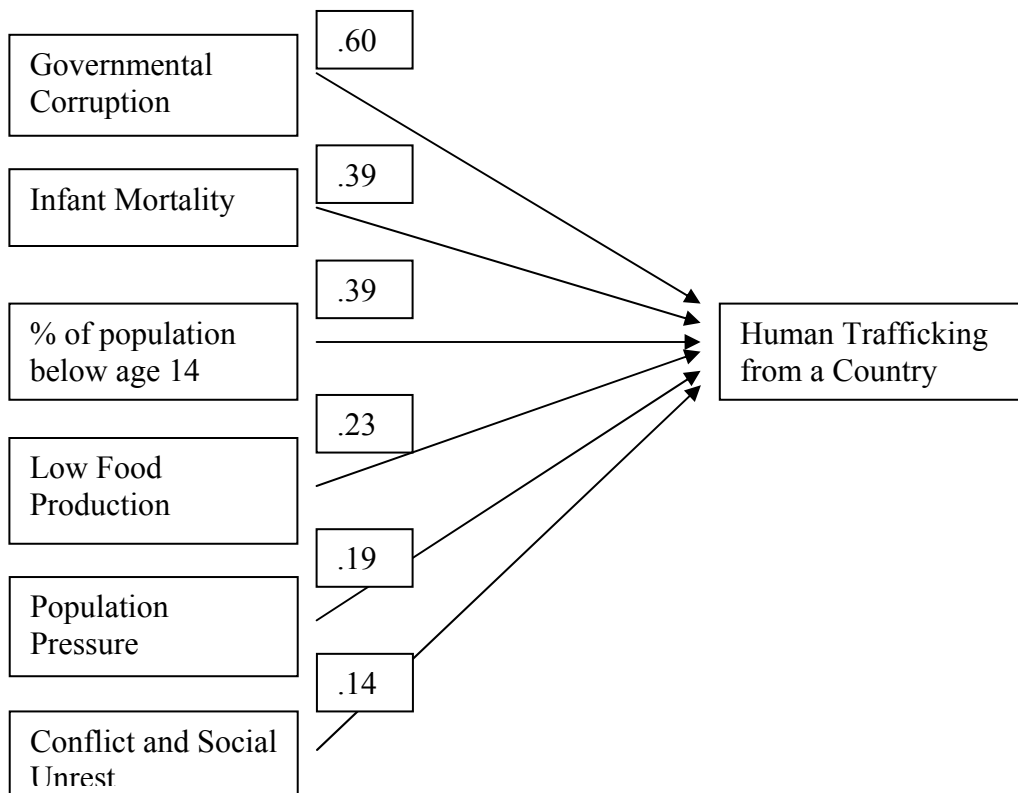 .60
Governmental
Corruption
.39
Infant Mortality
.39
% of population
below age 14
Human Trafficking
from a Country
.23
Low Food
Production
.19
Population
Pressure
.14
Conflict and Social
Unrest